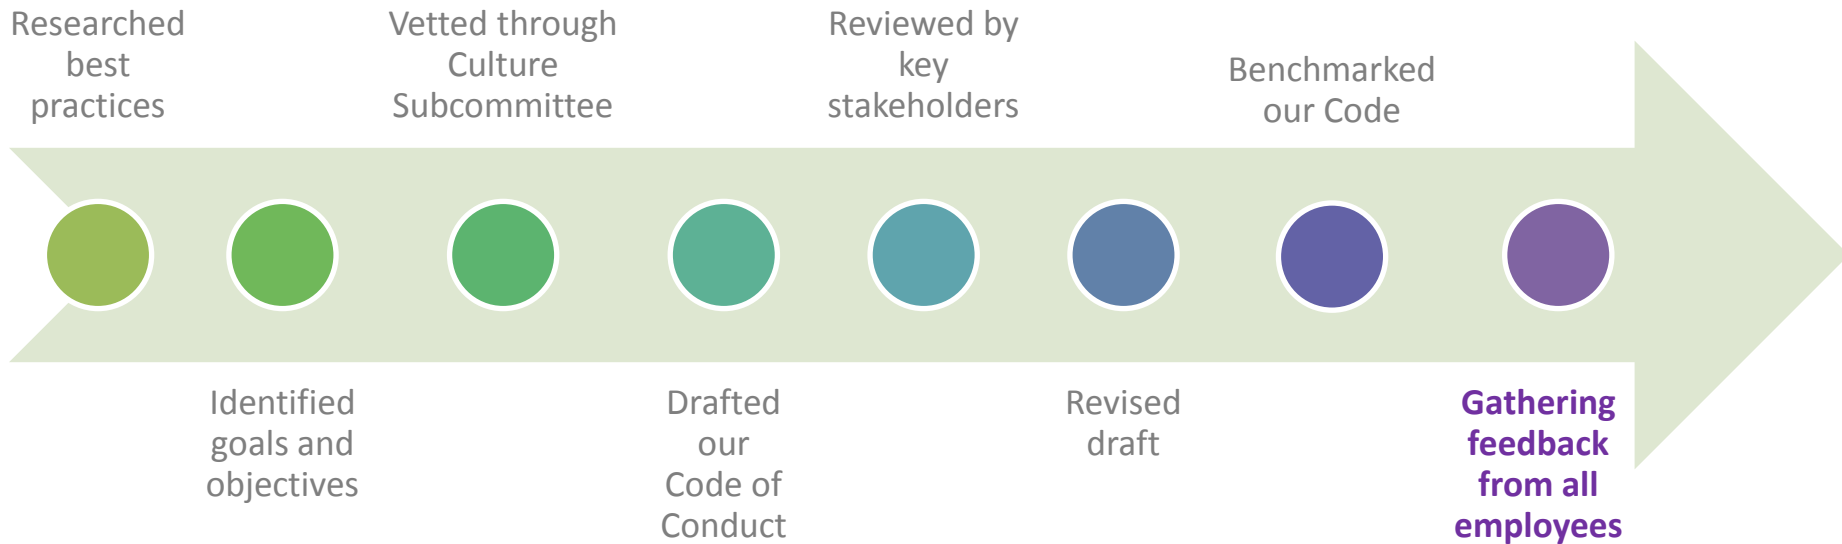 Researched
best
practices
Identified
goals and
objectives
Vetted through
Culture
Subcommittee
Drafted
our
Code of
Conduct
Reviewed by
key
stakeholders
Revised
draft
Benchmarked
our Code
Gathering
feedback
from all
employees